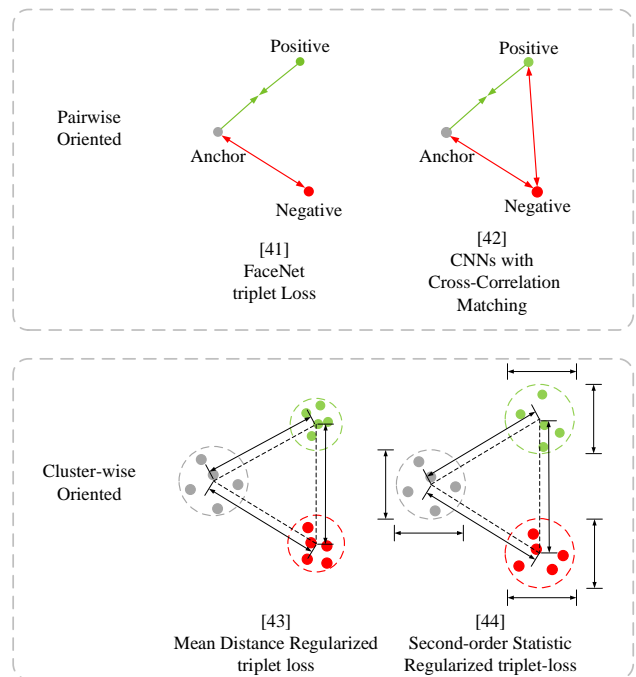 Positive
Positive
Pairwise
Oriented
Anchor
Anchor
Negative
Negative
[41]
FaceNet
triplet Loss
[42]
CNNs with
Cross-Correlation
Matching
Cluster-wise
Oriented
[43]
Mean Distance Regularized
triplet loss
[44]
Second-order Statistic
Regularized triplet-loss